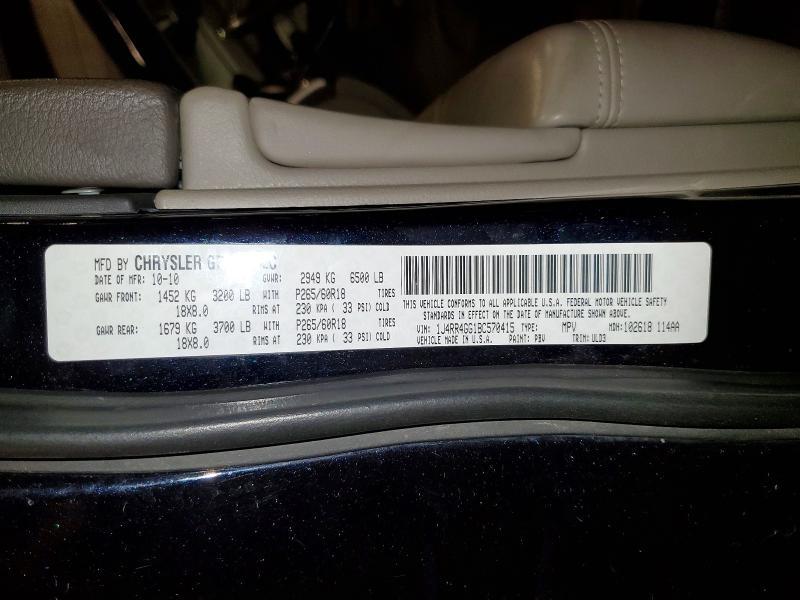 MFD BY CHRYSLER G
DATE OF MFR: 10-10 GVWR: 2949 KG 6500 LB
GAWR FRONT: 1452 KG 3200 LB WITH P265/60R18 TIRES
18X8.0 RIMS AT 230 KPA ( 33 PSI) COLD
GAWR REAR: 1679 KG 3700 LB WITH P265/60R18 TIRES
18X8.0 RIMS AT 230 KPA ( 33 PSI) COLD
THIS VEHICLE CONFORMS TO ALL APPLICABLE U.S.A. FEDERAL MOTOR VEHICLE SAFETY
STANDARDS IN EFFECT ON THE DATE OF MANUFACTURE SHOWN ABOVE.
VIN: 1J4RR4GG1BC570415 TYPE: MPV MDH: 102618 114AA
VEHICLE MADE IN U.S.A. PAINT: PBV TRIM: ULD3